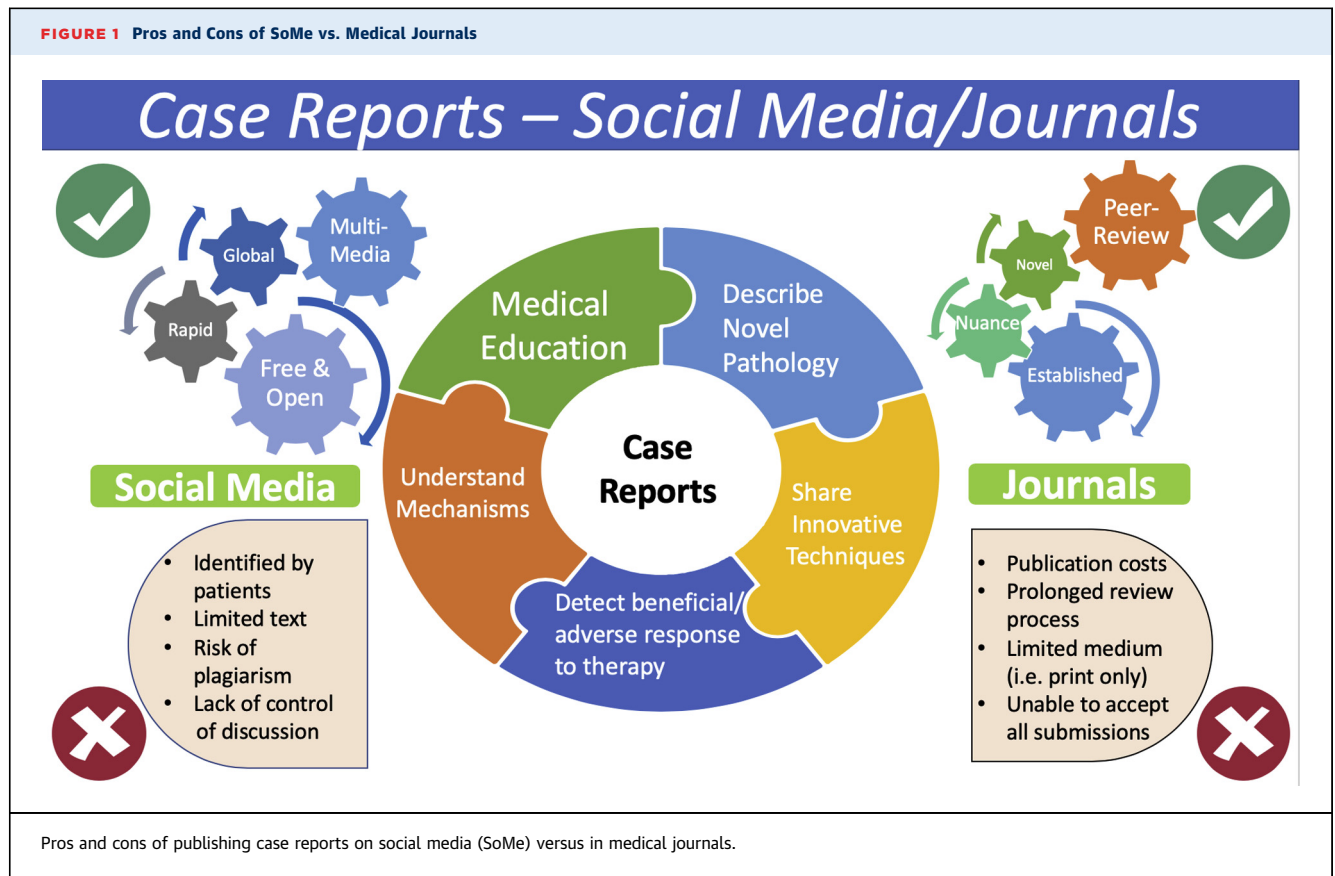 FIGURE 1 Pros and Cons of SoMe vs. Medical Journals
Case Reports – Social Media/Journals
Global
Multi-
Media
Rapid
Free &
Open
Social Media
• Identified by
patients
• Limited text
• Risk of
plagiarism
• Lack of control
of discussion
Medical
Education
Describe
Novel
Pathology
Understand
Mechanisms
Case
Reports
Share
Innovative
Techniques
Detect beneficial/
adverse response
to therapy
Peer-
Review
Novel
Nuance
Established
Journals
• Publication costs
• Prolonged review
process
• Limited medium
(i.e. print only)
• Unable to accept
all submissions
Pros and cons of publishing case reports on social media (SoMe) versus in medical journals.